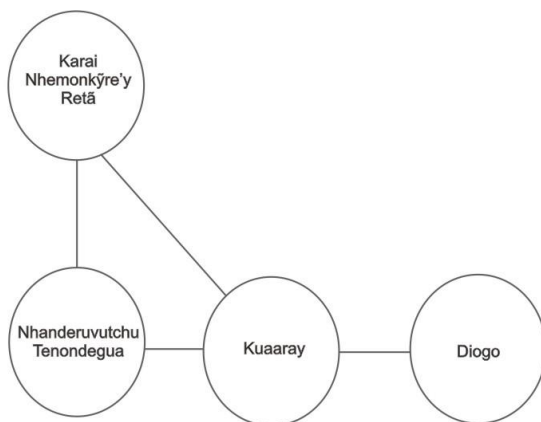 Karai
Nhemonkỹre'y
Retã
Nhanderuvutchu
Tenondegua
Kuaaray
Diogo